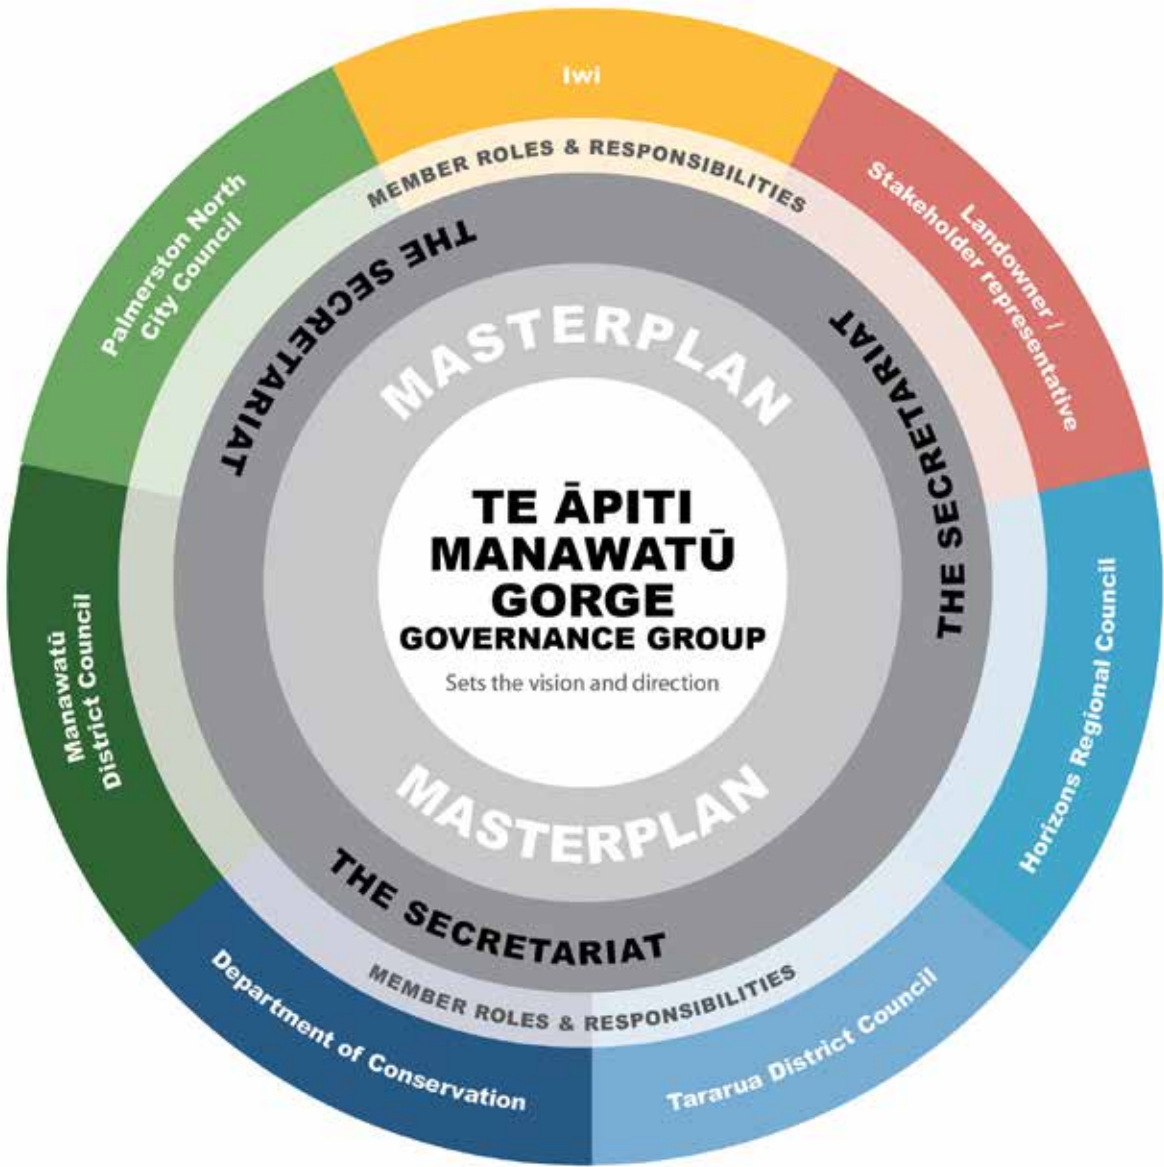 Iwi
MEMBER ROLES & RESPONSIBILITIES
Landowner /
Stakeholder representative
Palmerston North
City Council
THE SECRETARIAT
THE SECRETARIAT
MASTERPLAN
TE ĀPITI
MANAWATŪ
GORGE
GOVERNANCE GROUP
Sets the vision and direction
Manawatū
District Council
Horizons Regional Council
MASTERPLAN
THE SECRETARIAT
MEMBER ROLES & RESPONSIBILITIES
Department of Conservation
Tararua District Council